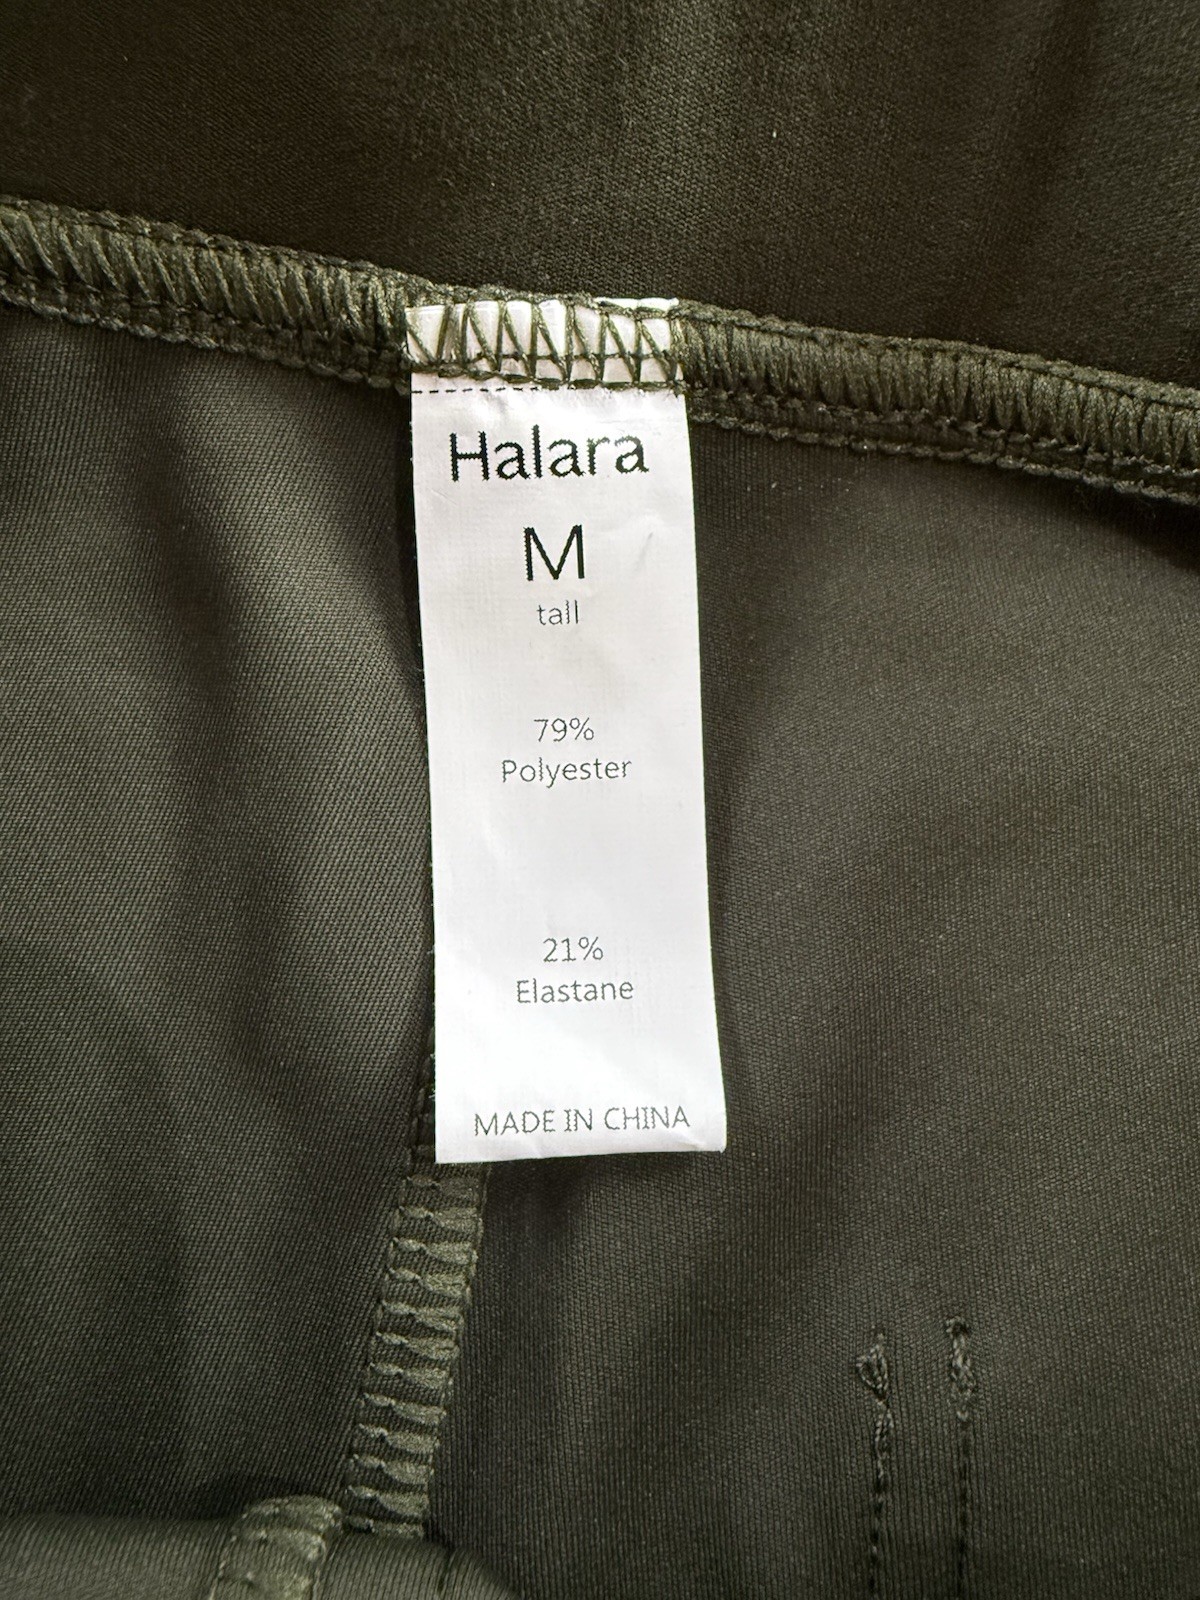 Halara
M
tall
79%
Polyester
21%
Elastane
MADE IN CHINA